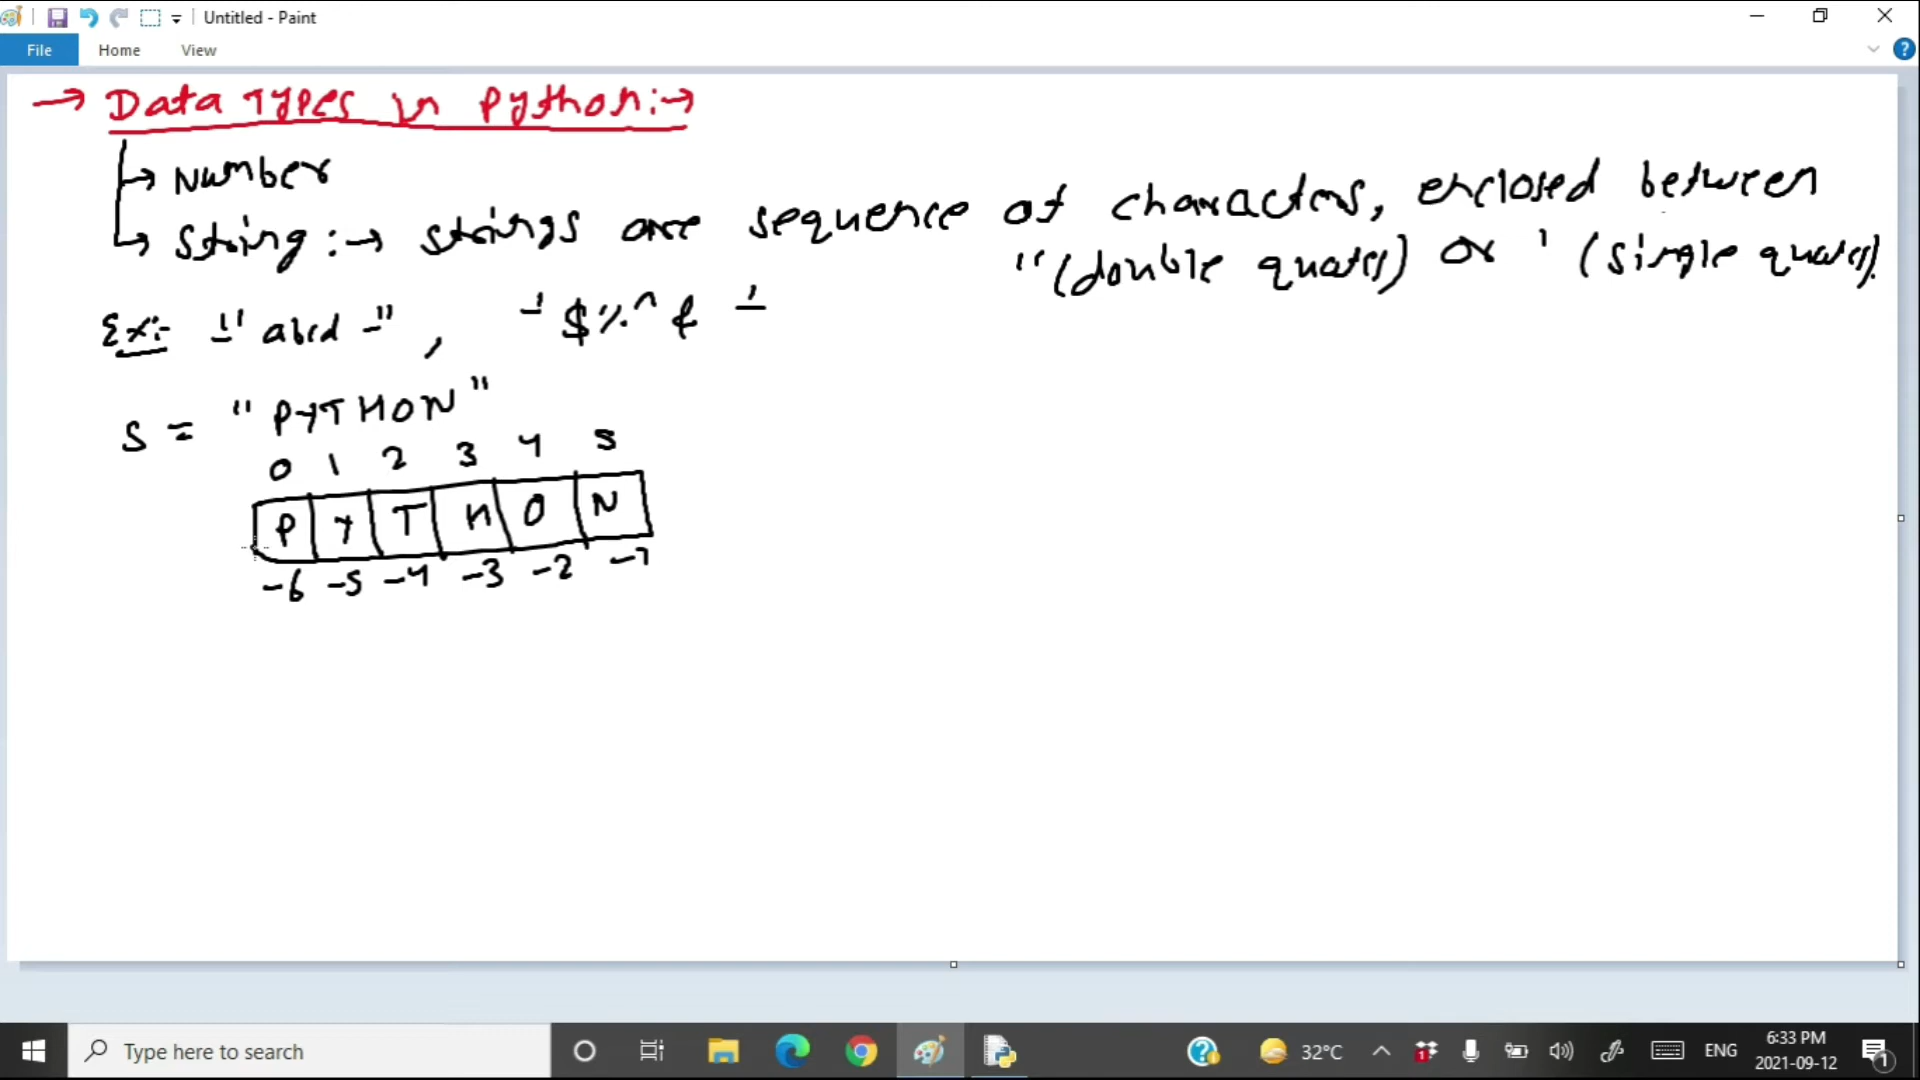 Untitled - Paint
File Home View
→ Data Types in python:→
→ Number
→ String :→ strings are sequence of characters, enclosed between
" (double quotes) or ' (single quotes).
Ex:- " abcd ", ' $%^& '
s = "PYTHON"
0 1 2 3 4 5
P Y T H O N
-6 -5 -4 -3 -2 -1
Type here to search
32°C
ENG
6:33 PM
2021-09-12
1